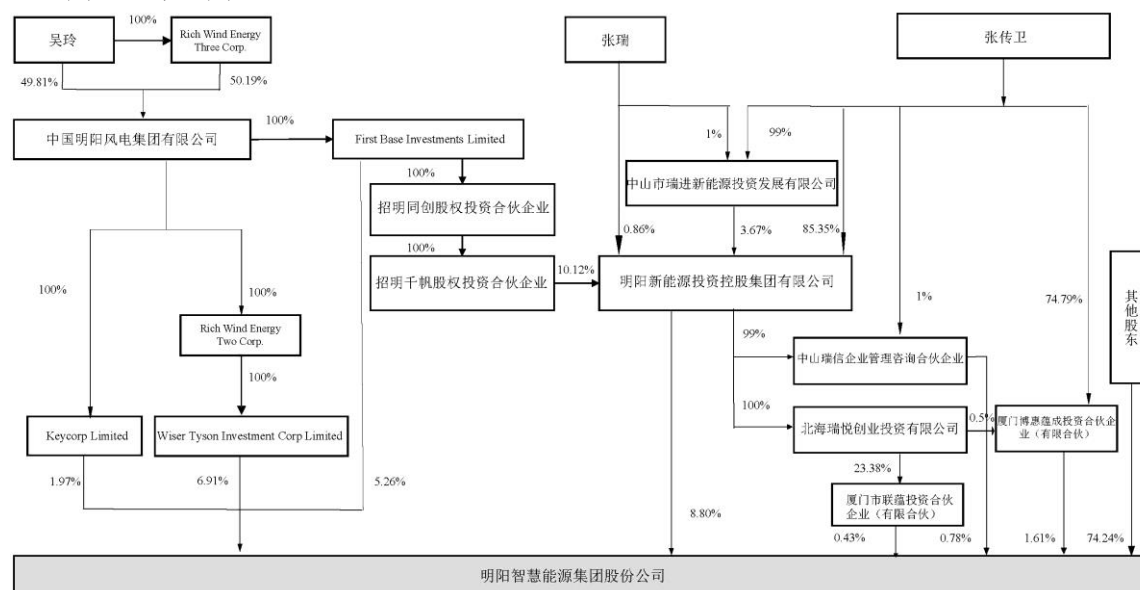 吴玲
100%
Rich Wind Energy
Three Corp.
张瑞
张传卫
49.81%
50.19%
中国明阳风电集团有限公司
100%
First Base Investments Limited
1%
99%
100%
中山市瑞进新能源投资发展有限公司
招明同创股权投资合伙企业
0.86%
3.67%
85.35%
100%
招明千帆股权投资合伙企业
10.12%
明阳新能源投资控股集团有限公司
100%
100%
1%
74.79%
其他股东
Rich Wind Energy
Two Corp.
99%
中山瑞信企业管理咨询合伙企业
100%
100%
Keycorp Limited
Wiser Tyson Investment Corp Limited
北海瑞悦创业投资有限公司
0.5%
厦门博惠蕴成投资合伙企
业（有限合伙）
1.97%
6.91%
5.26%
23.38%
厦门市联蕴投资合伙
企业（有限合伙）
8.80%
0.43%
0.78%
1.61%
74.24%
明阳智慧能源集团股份公司